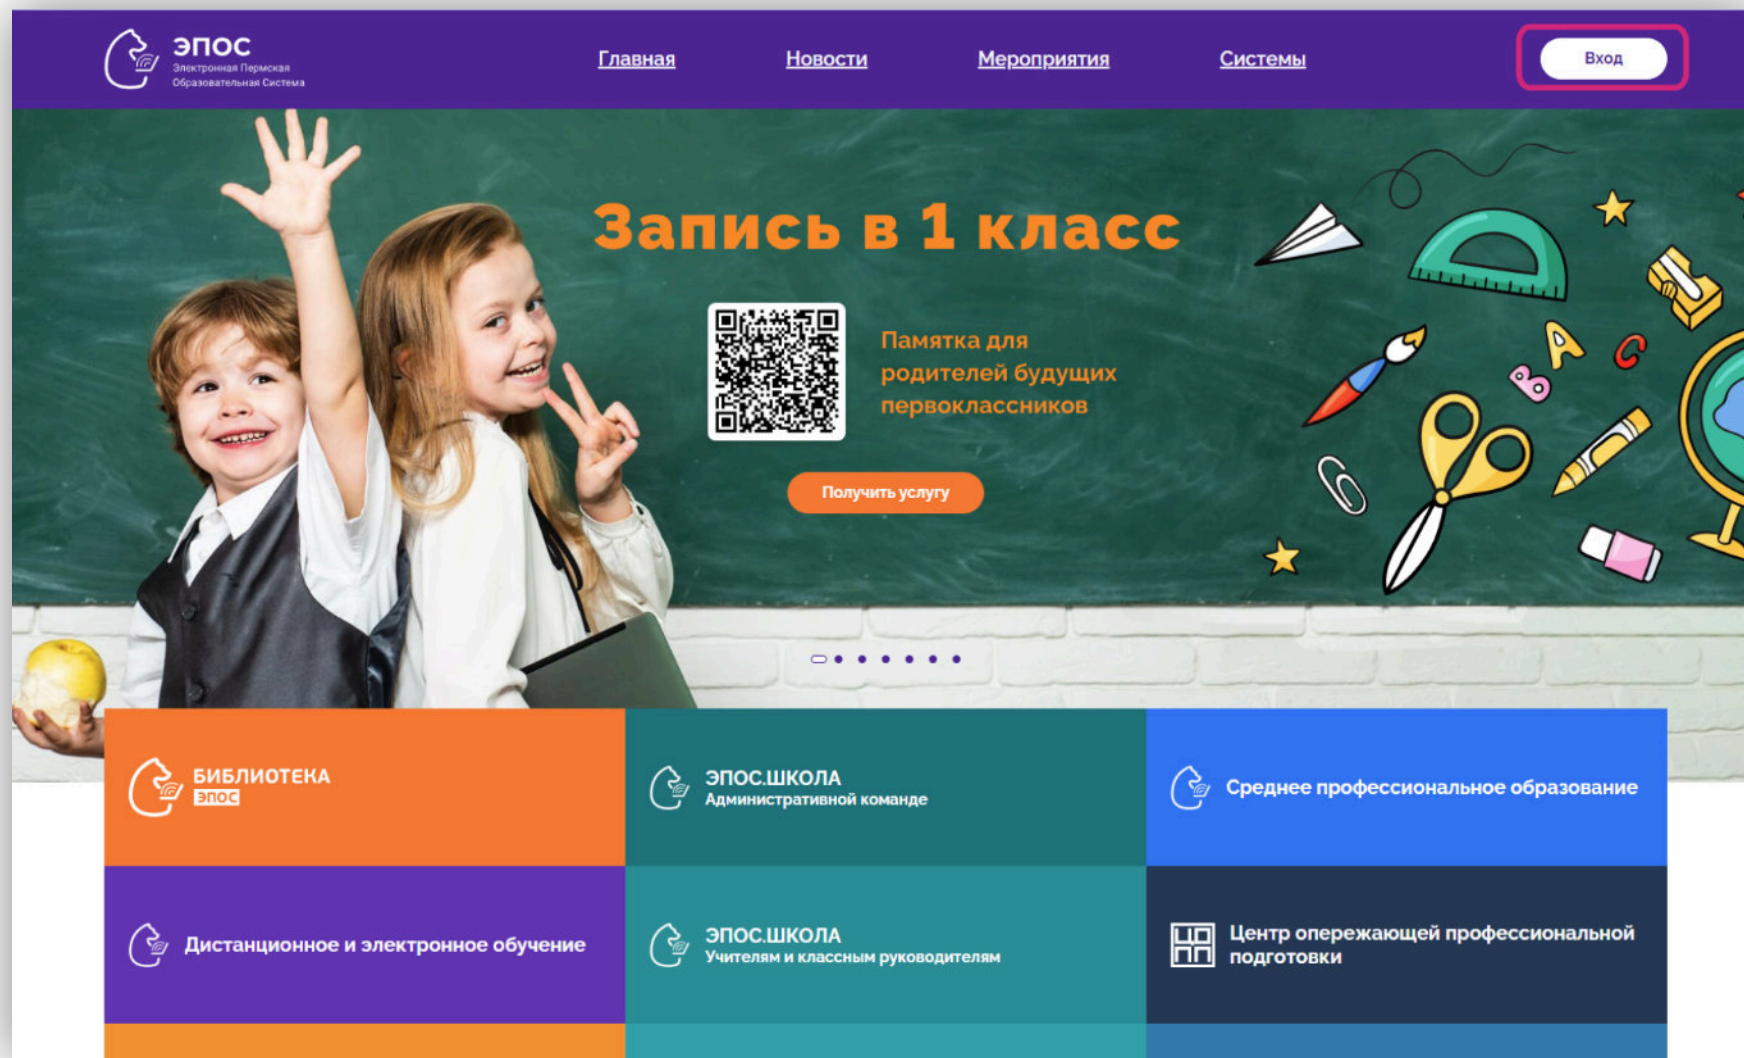 ЭПОС
Электронная Пермская
Образовательная Система
Главная
Новости
Мероприятия
Системы
Вход
Запись в 1 класс
Памятка для
родителей будущих
первоклассников
Получить услугу
B A C
БИБЛИОТЕКА
ЭПОС
ЭПОС.ШКОЛА
Административной команде
Среднее профессиональное образование
Дистанционное и электронное обучение
ЭПОС.ШКОЛА
Учителям и классным руководителям
ЦО
ПП
Центр опережающей профессиональной
подготовки